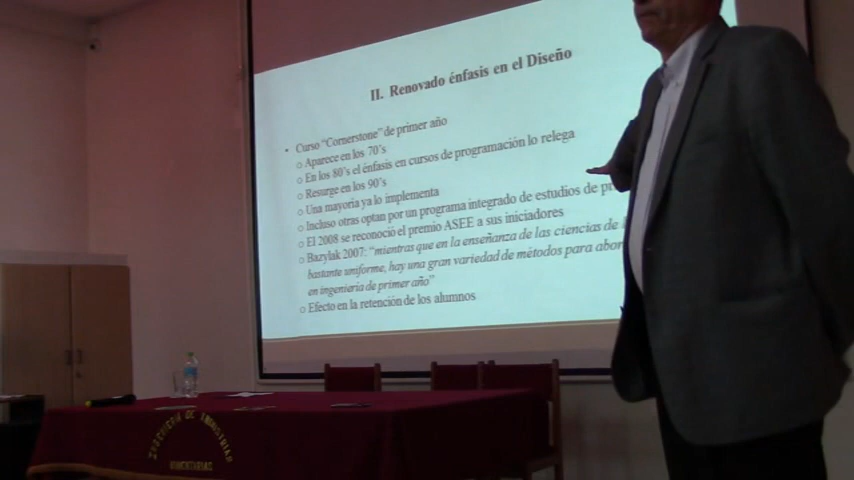 II. Renovado énfasis en el Diseño
• Curso “Cornerstone” de primer año
o Aparece en los 70’s
o En los 80’s el énfasis en cursos de programación lo relega
o Resurge en los 90’s
o Una mayoría ya lo implementa
o Incluso otras optan por un programa integrado de estudios de
o El 2008 se reconoció el premio ASEE a sus iniciadores
o Bazylak 2007: “mientras que en la enseñanza de las ciencias de
bastante uniforme, hay una gran variedad de métodos para
en ingeniería de primer año”
o Efecto en la retención de los alumnos
INGENIERIA DE INDUSTRIAS
ALIMENTARIAS